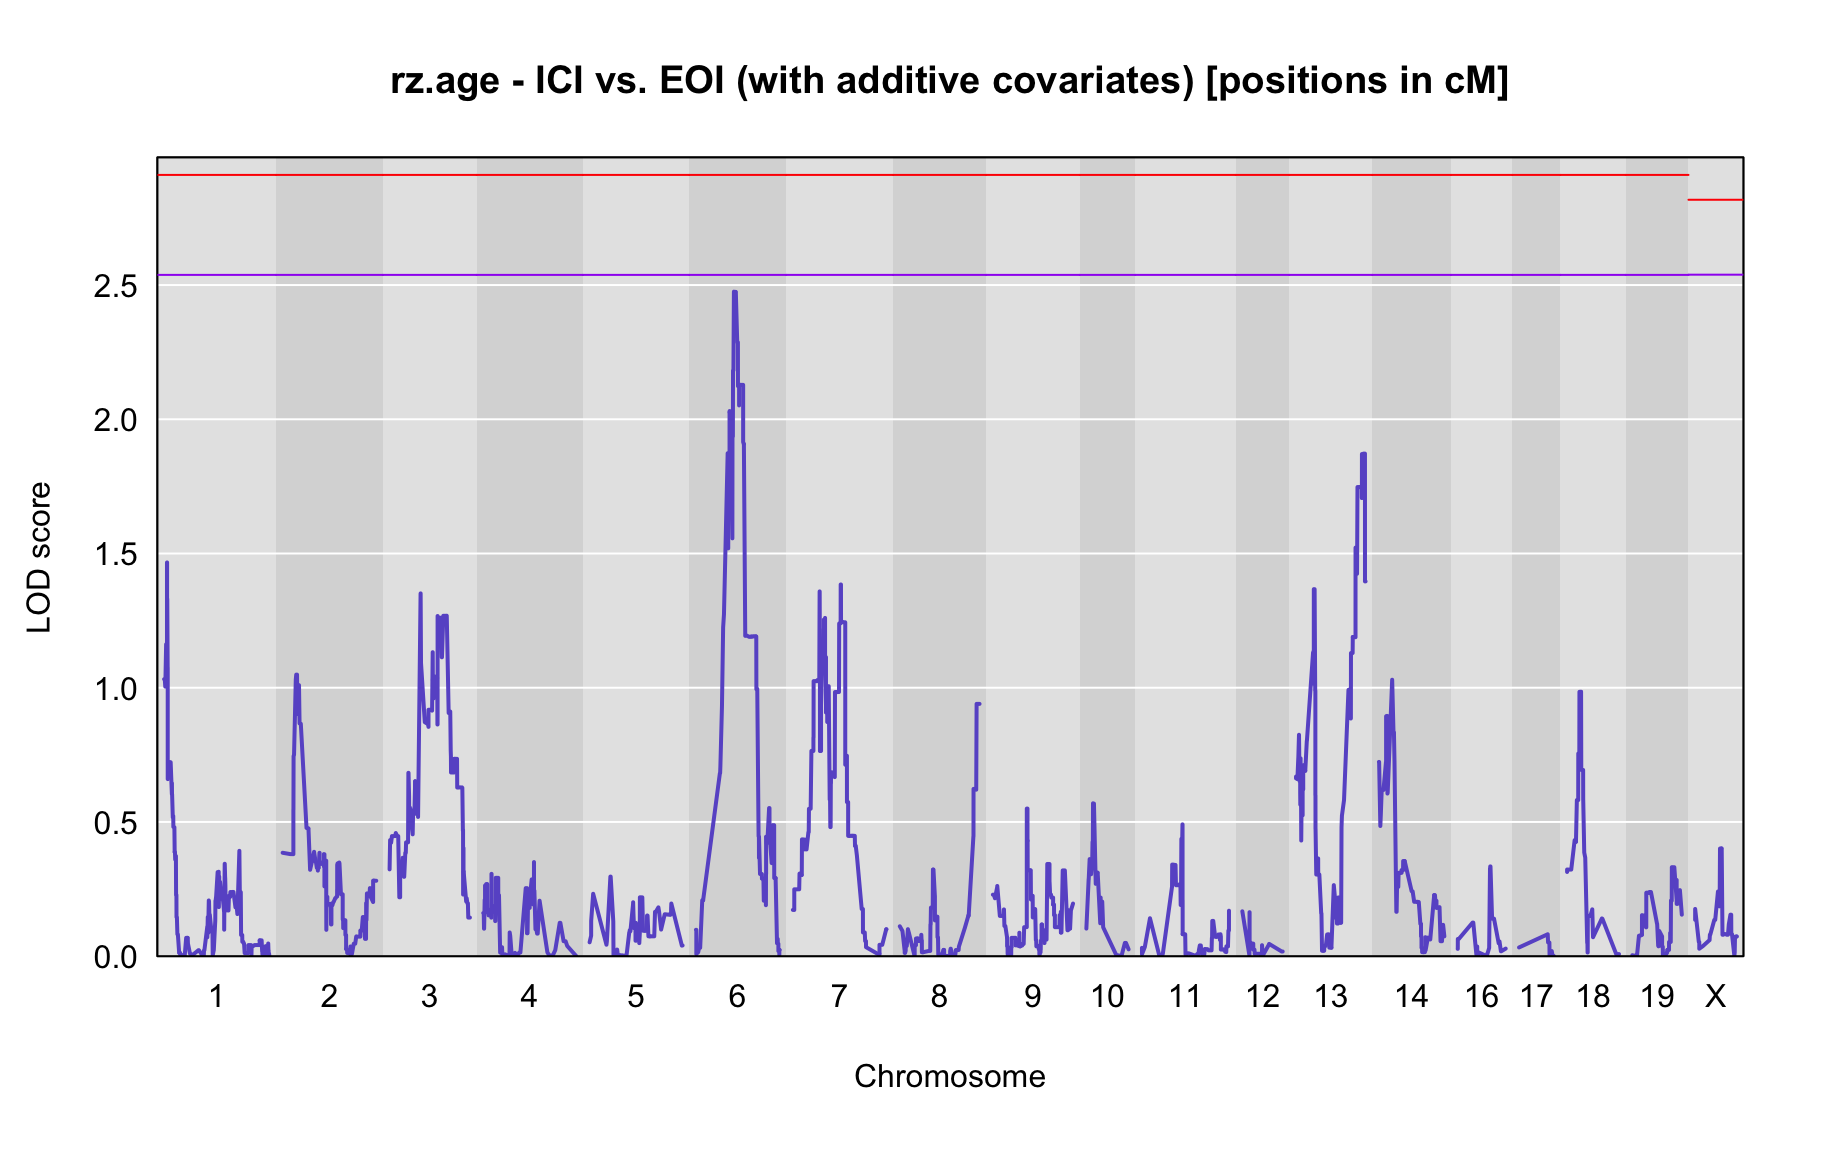 rz.age - ICI vs. EOI (with additive covariates) [positions in cM]
LOD score
2.5
2.0
1.5
1.0
0.5
0.0
1 2 3 4 5 6 7 8 9 10 11 12 13 14 16 17 18 19 X
Chromosome